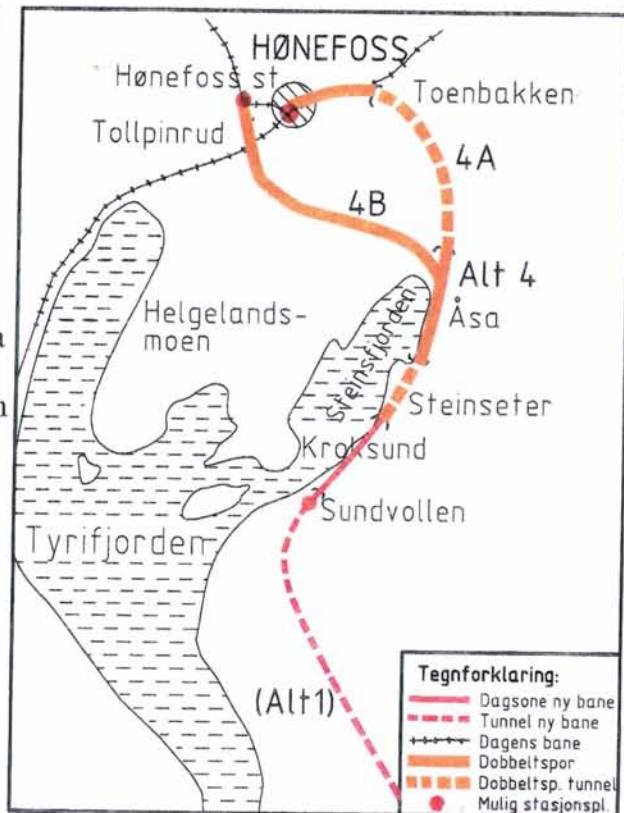 HØNEFOSS
Hønefoss st
Toenbakken
Tollpinrud
4A
4B
Alt 4
Åsa
Helgelands-
moen
Steinsfjorden
Steinseter
Kroksund
Sundvollen
Tyrifjorden
(Alt1)
Tegnforklaring:
Dagsone ny bane
Tunnel ny bane
Dagens bane
Dobbeltspor
Dobbeltsp. tunnel
Mulig stasjonspl.